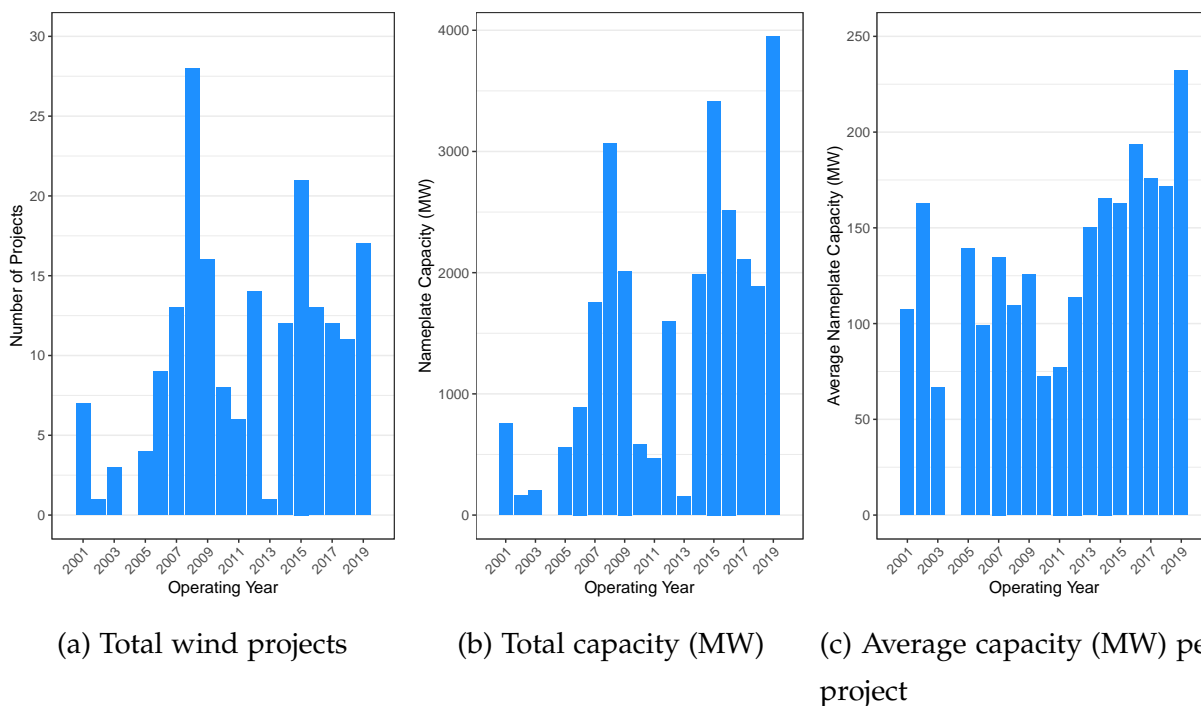 30
25
20
15
10
5
0
Number of Projects
2001 2003 2005 2007 2009 2011 2013 2015 2017 2019
Operating Year
4000
3000
2000
1000
0
Nameplate Capacity (MW)
2001 2003 2005 2007 2009 2011 2013 2015 2017 2019
Operating Year
250
200
150
100
50
0
Average Nameplate Capacity (MW)
2001 2003 2005 2007 2009 2011 2013 2015 2017 2019
Operating Year
(a) Total wind projects
(b) Total capacity (MW)
(c) Average capacity (MW) pe
project